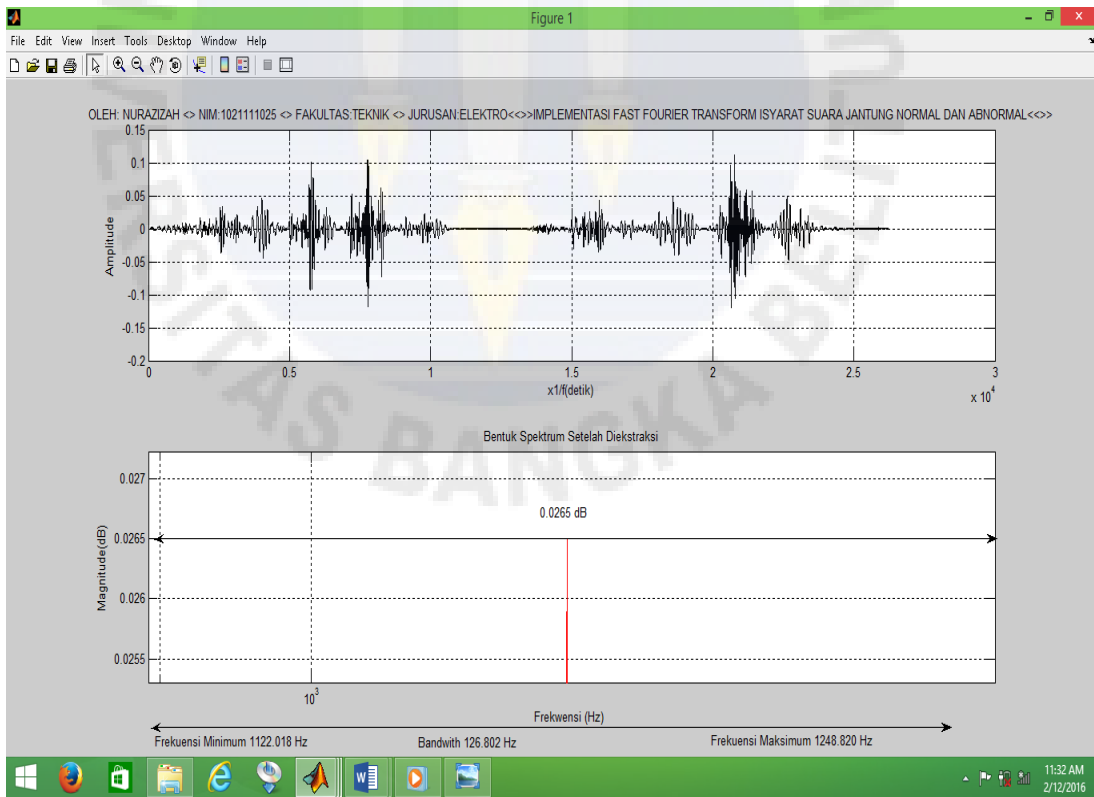 Figure 1
File Edit View Insert Tools Desktop Window Help
OLEH: NURAZIZAH <> NIM:1021111025 <> FAKULTAS:TEKNIK <> JURUSAN:ELEKTRO<<>>IMPLEMENTASI FAST FOURIER TRANSFORM ISYARAT SUARA JANTUNG NORMAL DAN ABNORMAL<<>>
0.15
0.1
0.05
0
-0.05
-0.1
-0.15
-0.2
Amplitude
0 0.5 1 1.5 2 2.5 3
x1/f(detik)
x 10^4
Bentuk Spektrum Setelah Diekstraksi
0.027
0.0265
0.026
0.0255
Magnitude(dB)
0.0265 dB
10^3
Frekwensi (Hz)
Frekuensi Minimum 1122.018 Hz Bandwith 126.802 Hz Frekuensi Maksimum 1248.820 Hz
11:32 AM
2/12/2016
ERSITAS BANGKA BELITU